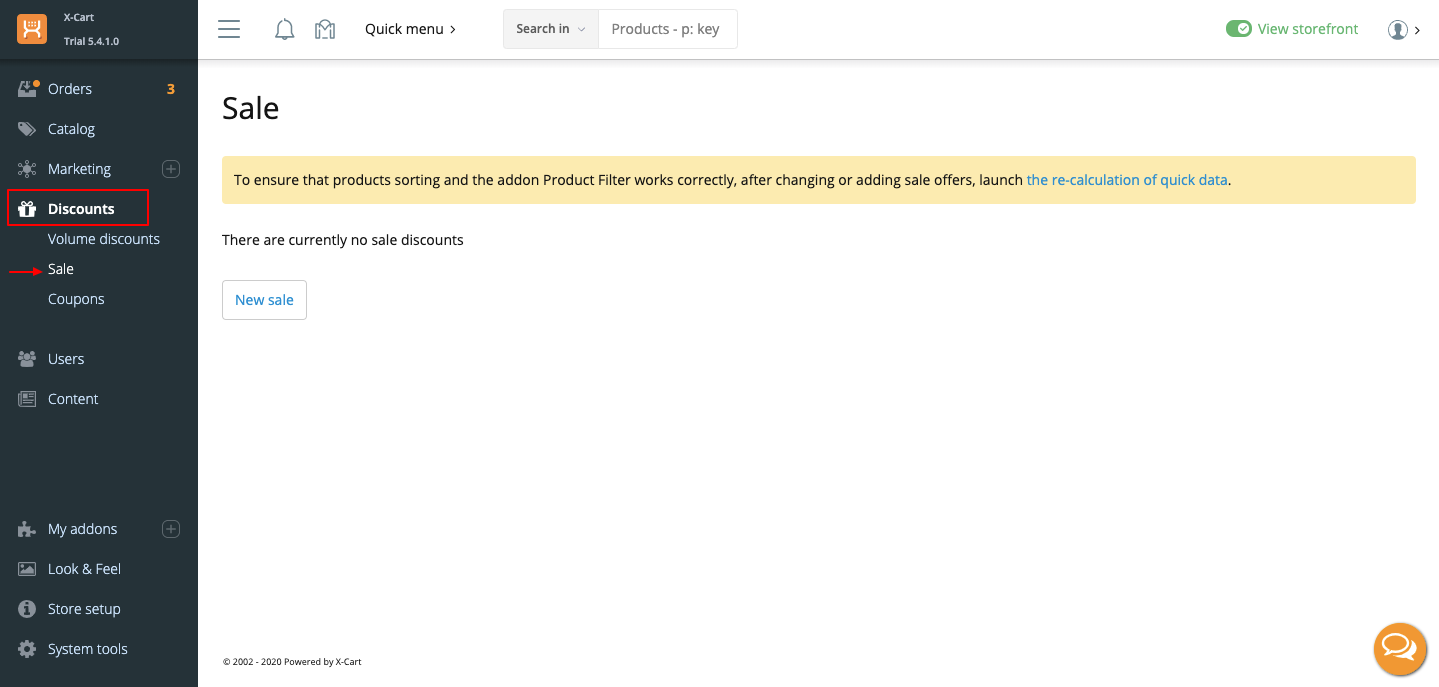 X-Cart
Trial 5.4.1.0
Quick menu
Search in
Products - p: key
View storefront
Orders 3
Catalog
Marketing
Discounts
Volume discounts
Sale
Coupons
Users
Content
My addons
Look & Feel
Store setup
System tools
Sale
To ensure that products sorting and the addon Product Filter works correctly, after changing or adding sale offers, launch the re-calculation of quick data.
There are currently no sale discounts
New sale
© 2002 - 2020 Powered by X-Cart